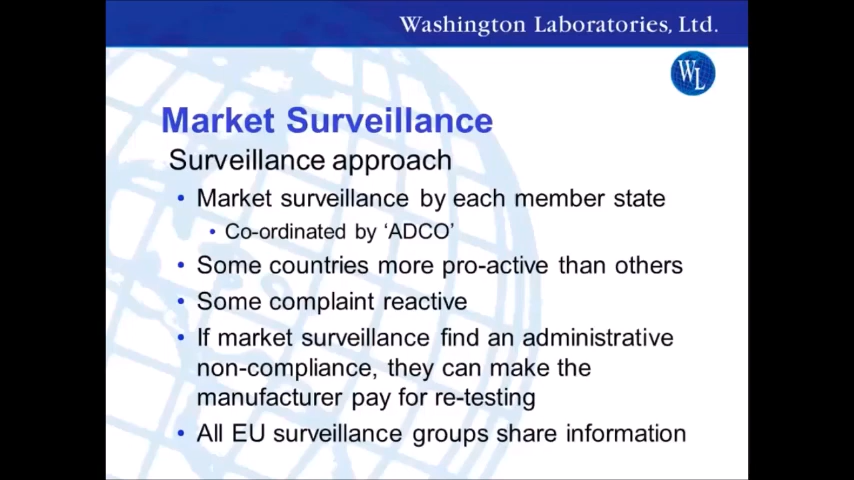 Washington Laboratories, Ltd.
WL
Market Surveillance
Surveillance approach
• Market surveillance by each member state
• Co-ordinated by ‘ADCO’
• Some countries more pro-active than others
• Some complaint reactive
• If market surveillance find an administrative
non-compliance, they can make the
manufacturer pay for re-testing
• All EU surveillance groups share information